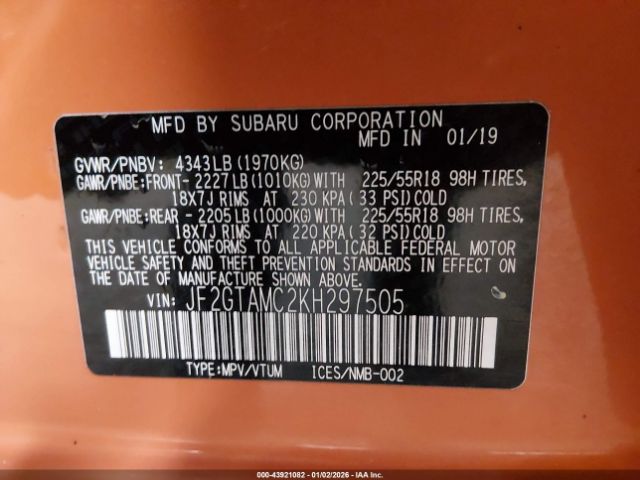 MFD BY SUBARU CORPORATION
MFD IN 01/19
GVWR/PNBV: 4343LB (1970KG)
GAWR/PNBE:FRONT- 2227LB(1010KG)WITH 225/55R18 98H TIRES,
18X7J RIMS AT 230 KPA( 33 PSI)COLD
GAWR/PNBE:REAR - 2205LB(1000KG)WITH 225/55R18 98H TIRES,
18X7J RIMS AT 220 KPA( 32 PSI)COLD
THIS VEHICLE CONFORMS TO ALL APPLICABLE FEDERAL MOTOR
VEHICLE SAFETY AND THEFT PREVENTION STANDARDS IN EFFECT
ON THE DATE OF MANUFACTURE SHOWN ABOVE.
VIN: JF2GTAMC2KH297505
TYPE:MPV/VTUM ICES/NMB-002
000-43921082 | 01/02/2026 | IAA Inc.